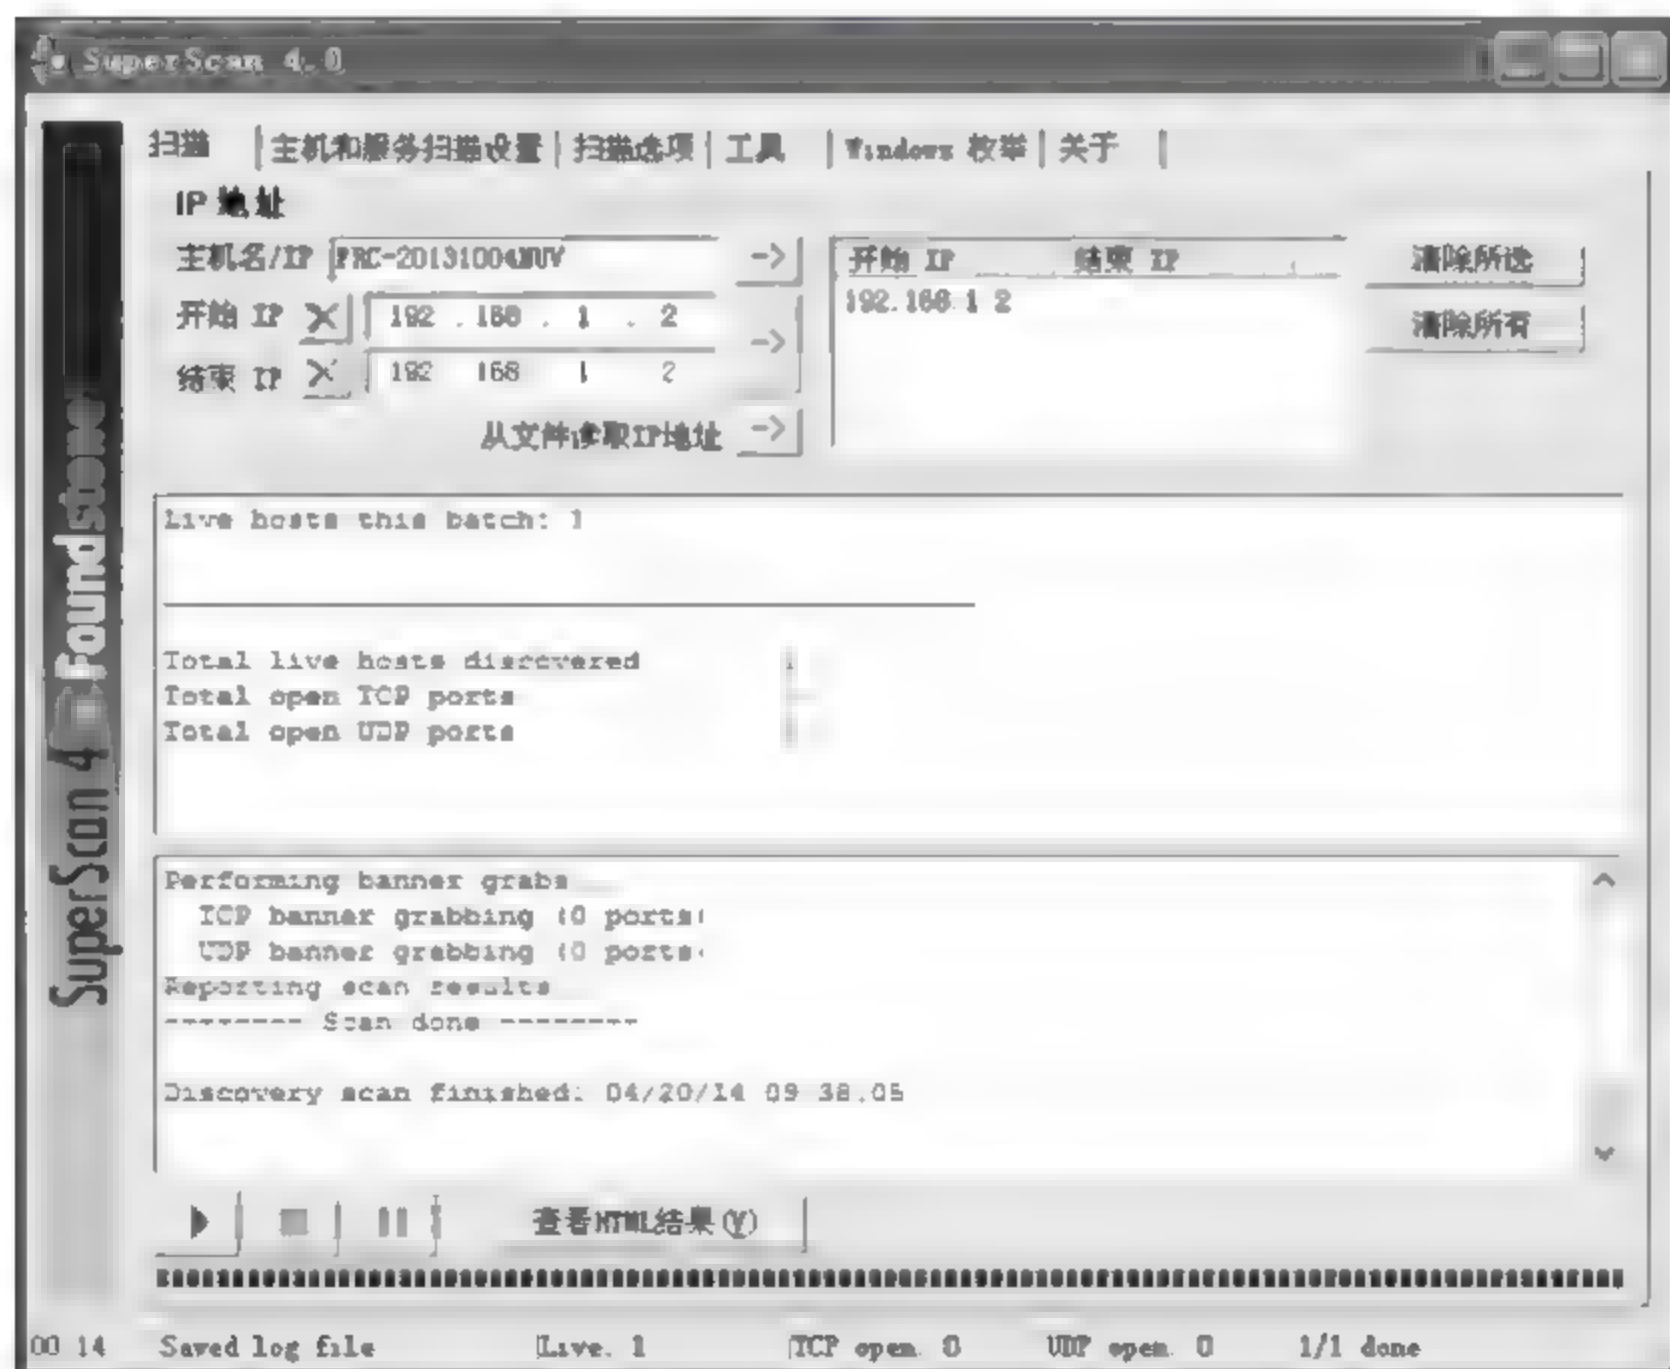 SuperScan 4.0
扫描 主机和服务扫描设置 扫描选项 工具 Windows 枚举 关于
IP 地址
主机名/IP PRC-20131004MUV -> 开始 IP 结束 IP 清除所选
开始 IP X 192 . 168 . 1 . 2 -> 192.168.1 2 清除所有
结束 IP X 192 168 1 2
从文件读取IP地址 ->
Live hosts this batch: 1
Total live hosts discovered 1
Total open TCP ports
Total open UDP ports
Performing banner grabs
TCP banner grabbing (0 ports)
UDP banner grabbing (0 ports)
Reporting scan results
-------- Scan done --------
Discovery scan finished: 04/20/14 09 38:05
查看HTML结果(V)
00 14 Saved log file Live. 1 TCP open. 0 UDP open. 0 1/1 done
SuperScan 4 Foundstone